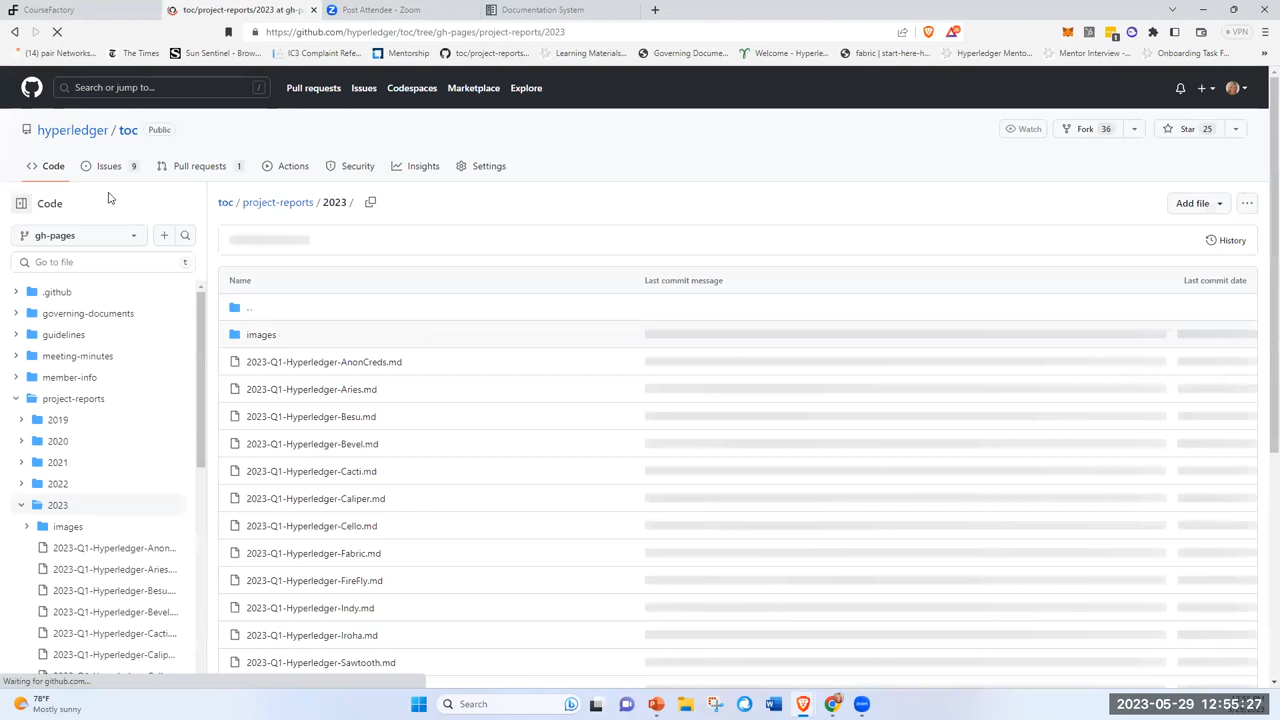 CourseFactory
toc/project-reports/2023 at gh-p
Post Attendee - Zoom
Documentation System
https://github.com/hyperledger/toc/tree/gh-pages/project-reports/2023
VPN
(14) pair Networks...
The Times
Sun Sentinel - Brow...
IC3 Complaint Refe...
Mentorship
toc/project-reports...
Learning Materials...
Governing Docume...
Welcome - Hyperle...
fabric | start-here-h...
Hyperledger Mento...
Mentor Interview -...
Onboarding Task F...
Search or jump to...
/
Pull requests
Issues
Codespaces
Marketplace
Explore
hyperledger / toc
Public
Watch
Fork 36
Star 25
Code
Issues 9
Pull requests 1
Actions
Security
Insights
Settings
Code
toc / project-reports / 2023 /
Add file
gh-pages
History
Go to file
t
Name
Last commit message
Last commit date
.github
governing-documents
guidelines
meeting-minutes
member-info
project-reports
2019
2020
2021
2022
2023
images
2023-Q1-Hyperledger-Anon...
2023-Q1-Hyperledger-Aries....
2023-Q1-Hyperledger-Besu....
2023-Q1-Hyperledger-Bevel....
2023-Q1-Hyperledger-Cacti....
2023-Q1-Hyperledger-Calip...
..
images
2023-Q1-Hyperledger-AnonCreds.md
2023-Q1-Hyperledger-Aries.md
2023-Q1-Hyperledger-Besu.md
2023-Q1-Hyperledger-Bevel.md
2023-Q1-Hyperledger-Cacti.md
2023-Q1-Hyperledger-Caliper.md
2023-Q1-Hyperledger-Cello.md
2023-Q1-Hyperledger-Fabric.md
2023-Q1-Hyperledger-FireFly.md
2023-Q1-Hyperledger-Indy.md
2023-Q1-Hyperledger-Iroha.md
2023-Q1-Hyperledger-Sawtooth.md
Waiting for github.com...
78°F
Mostly sunny
Search
2023-05-29 12:55:27